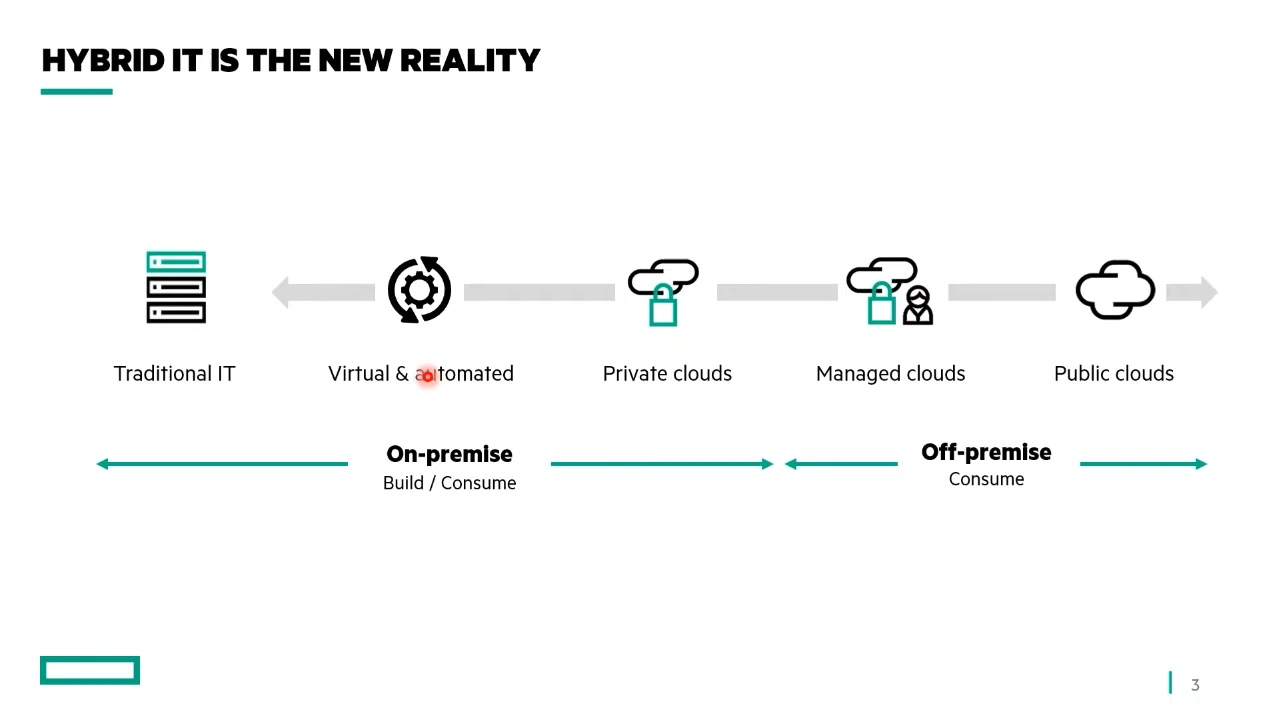 HYBRID IT IS THE NEW REALITY
Traditional IT
Virtual & automated
Private clouds
Managed clouds
Public clouds
On-premise
Build / Consume
Off-premise
Consume
3